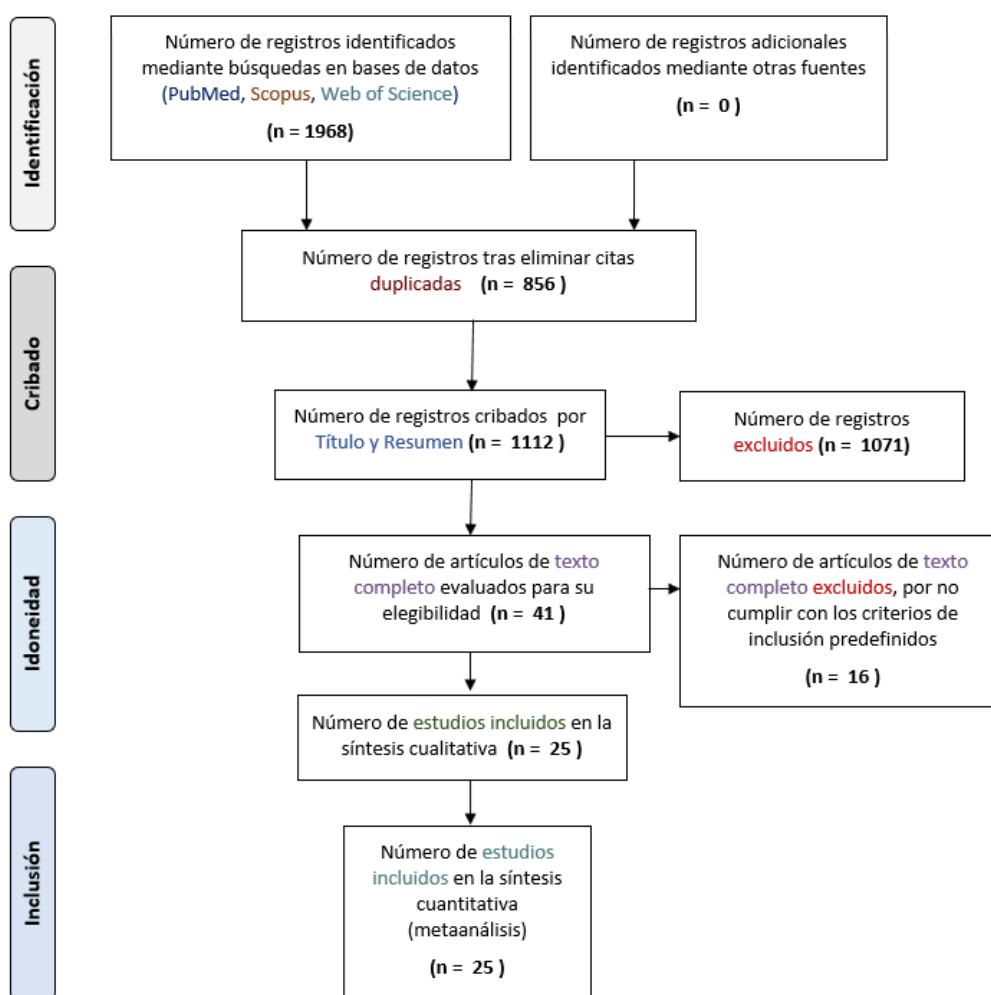 Identificación
Número de registros identificados
mediante búsquedas en bases de datos
(PubMed, Scopus, Web of Science)
(n = 1968)
Número de registros adicionales
identificados mediante otras fuentes
(n = 0 )
Número de registros tras eliminar citas
duplicadas (n = 856 )
Cribado
Número de registros cribados por
Título y Resumen (n = 1112 )
Número de registros
excluidos (n = 1071)
Idoneidad
Número de artículos de texto
completo evaluados para su
elegibilidad (n = 41 )
Número de artículos de texto
completo excluidos, por no
cumplir con los criterios de
inclusión predefinidos
(n = 16 )
Número de estudios incluidos en la
síntesis cualitativa (n = 25 )
Inclusión
Número de estudios
incluidos en la síntesis
cuantitativa
(metaanálisis)
(n = 25 )